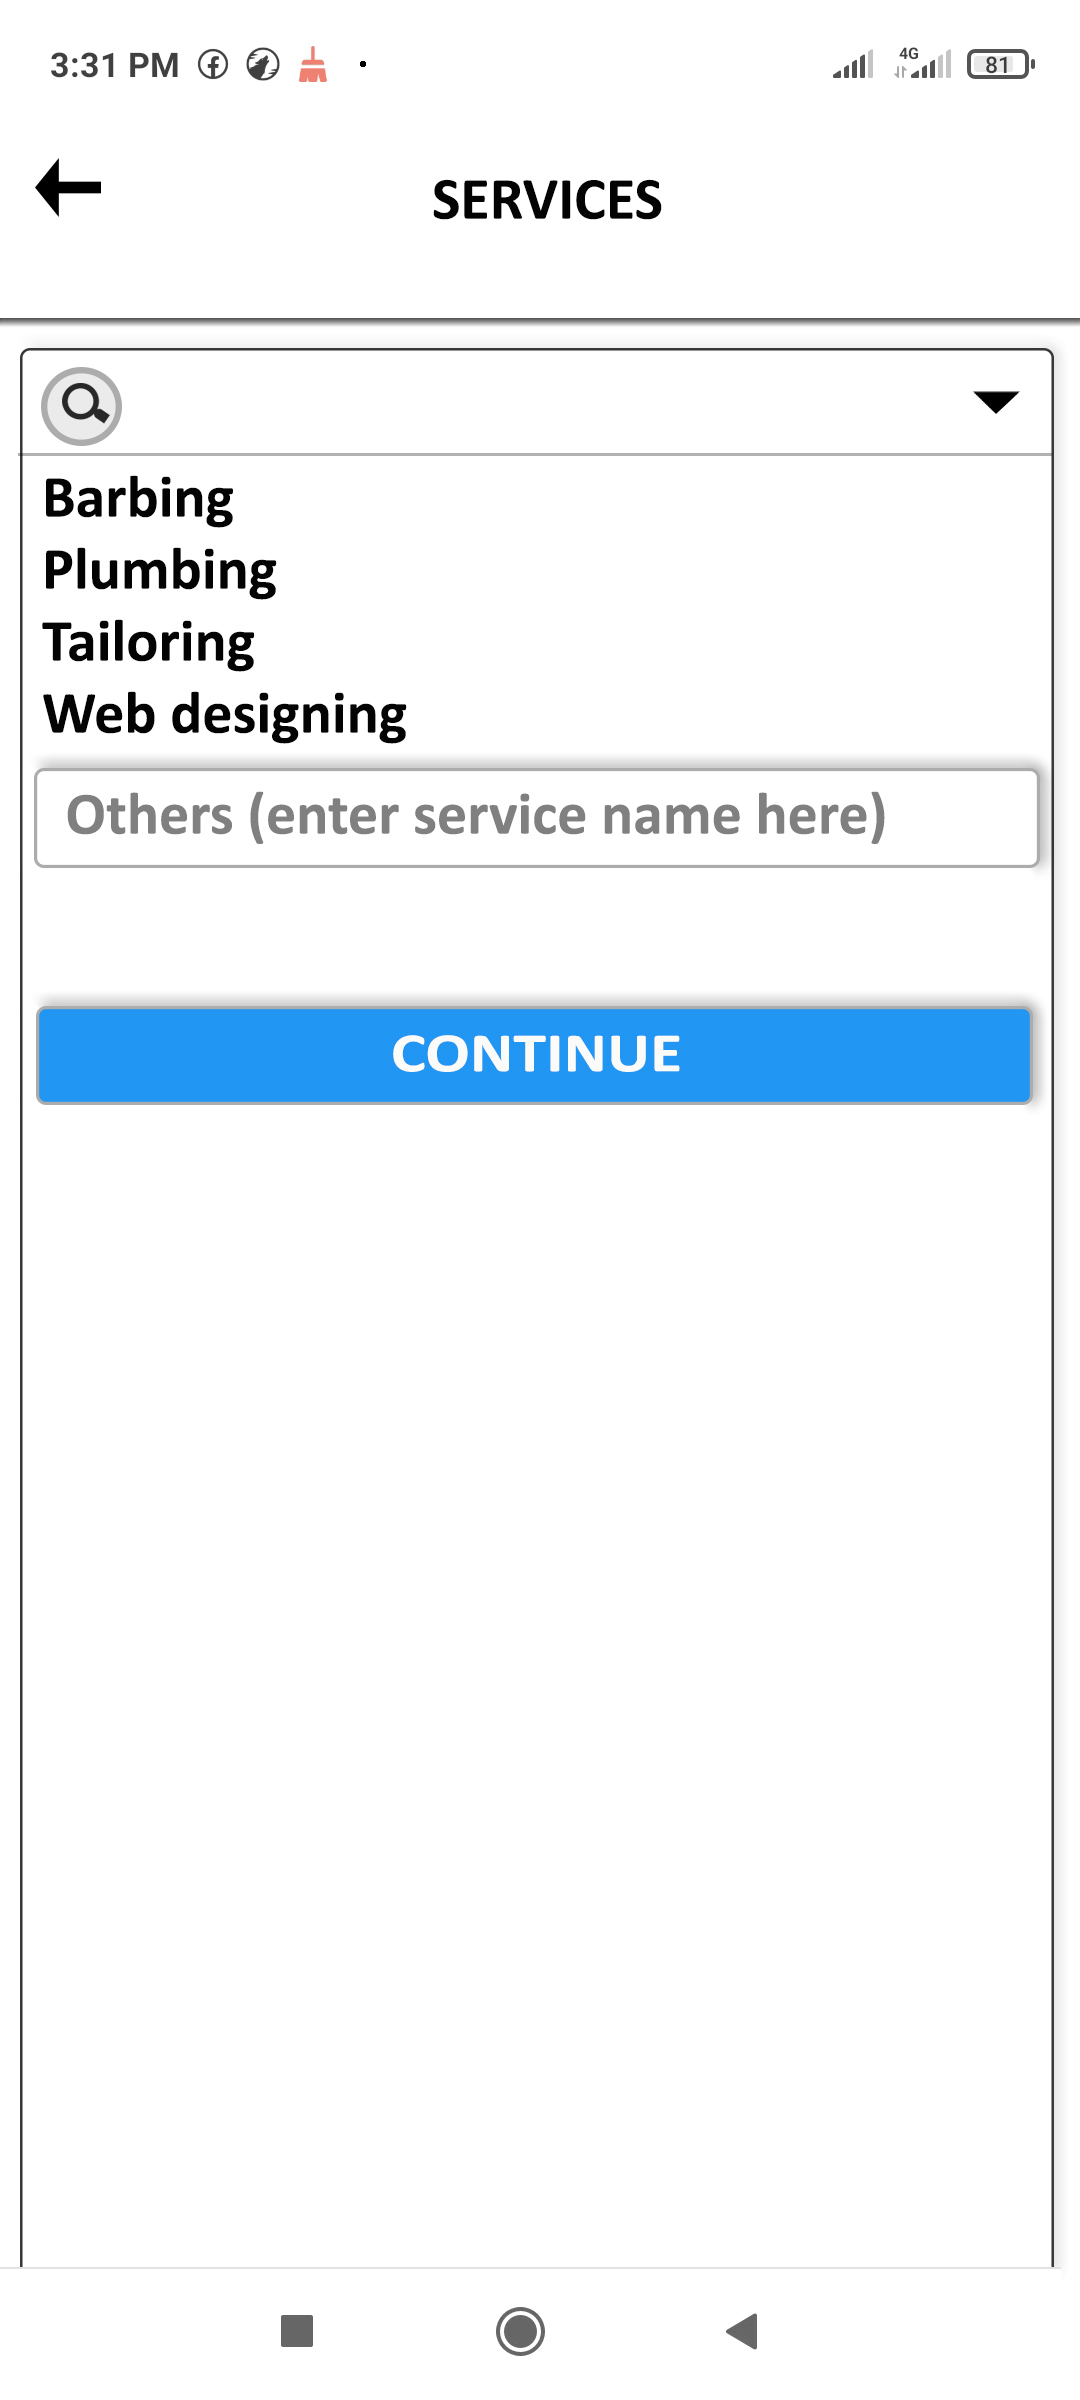 3:31 PM
4G
81
SERVICES
Barbing
Plumbing
Tailoring
Web designing
Others (enter service name here)
CONTINUE